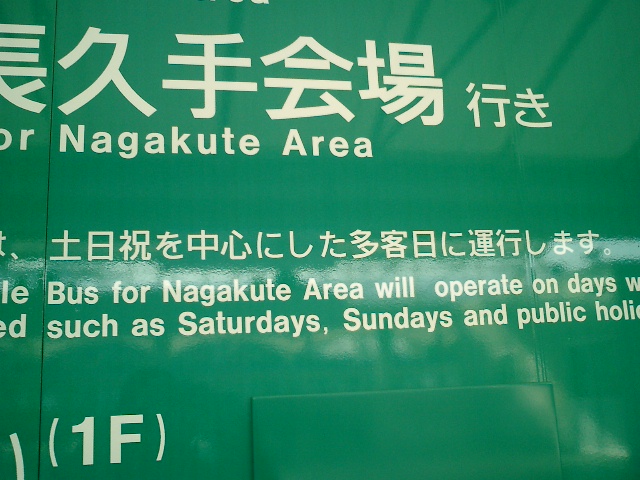 長久手会場 行き
or Nagakute Area
は、土日祝を中心にした多客日に運行します。
le Bus for Nagakute Area will operate on days w
ed such as Saturdays, Sundays and public holi
) (1F)